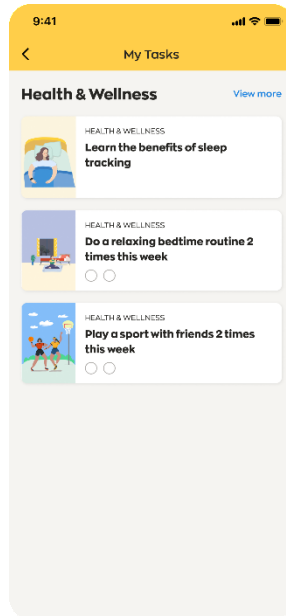 9:41
My Tasks
Health & Wellness View more
HEALTH & WELLNESS
Learn the benefits of sleep
tracking
HEALTH & WELLNESS
Do a relaxing bedtime routine 2
times this week
HEALTH & WELLNESS
Play a sport with friends 2 times
this week